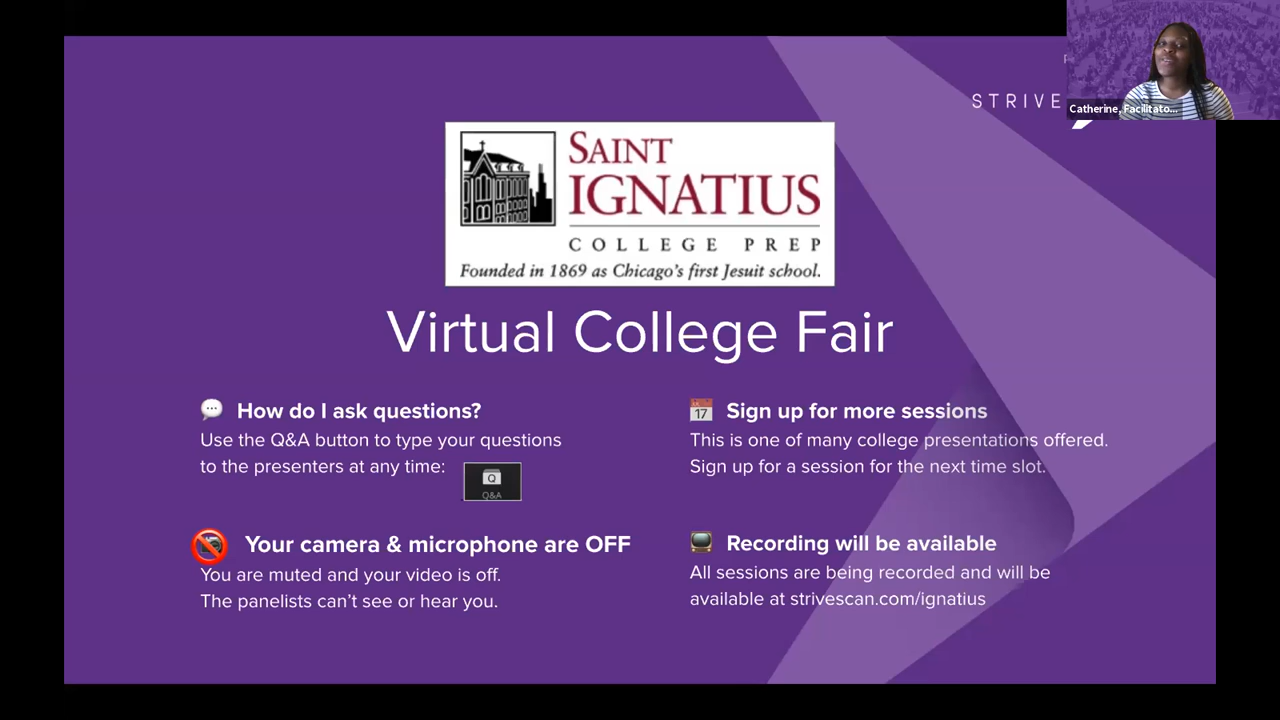 STRIVE
Catherine, Facilitato...
SAINT
IGNATIUS
COLLEGE PREP
Founded in 1869 as Chicago's first Jesuit school.
Virtual College Fair
How do I ask questions?
Use the Q&A button to type your questions
to the presenters at any time:
Q
Q&A
Sign up for more sessions
This is one of many college presentations offered.
Sign up for a session for the next time slot.
17
Your camera & microphone are OFF
You are muted and your video is off.
The panelists can't see or hear you.
Recording will be available
All sessions are being recorded and will be
available at strivescan.com/ignatius